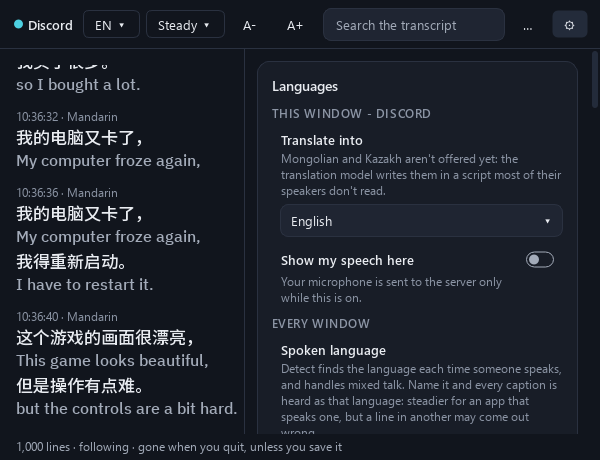 Discord
EN
Steady
A-
A+
Search the transcript
...
so I bought a lot.
10:36:32 · Mandarin
我的电脑又卡了，
My computer froze again,
10:36:36 · Mandarin
我的电脑又卡了，
My computer froze again,
我得重新启动。
I have to restart it.
10:36:40 · Mandarin
这个游戏的画面很漂亮，
This game looks beautiful,
但是操作有点难。
but the controls are a bit hard.
Languages
THIS WINDOW - DISCORD
Translate into
Mongolian and Kazakh aren't offered yet: the
translation model writes them in a script most of their
speakers don't read.
English
Show my speech here
Your microphone is sent to the server only
while this is on.
EVERY WINDOW
Spoken language
Detect finds the language each time someone speaks,
and handles mixed talk. Name it and every caption is
heard as that language: steadier for an app that
speaks one, but a line in another may come out
wrong.
1,000 lines · following · gone when you quit, unless you save it